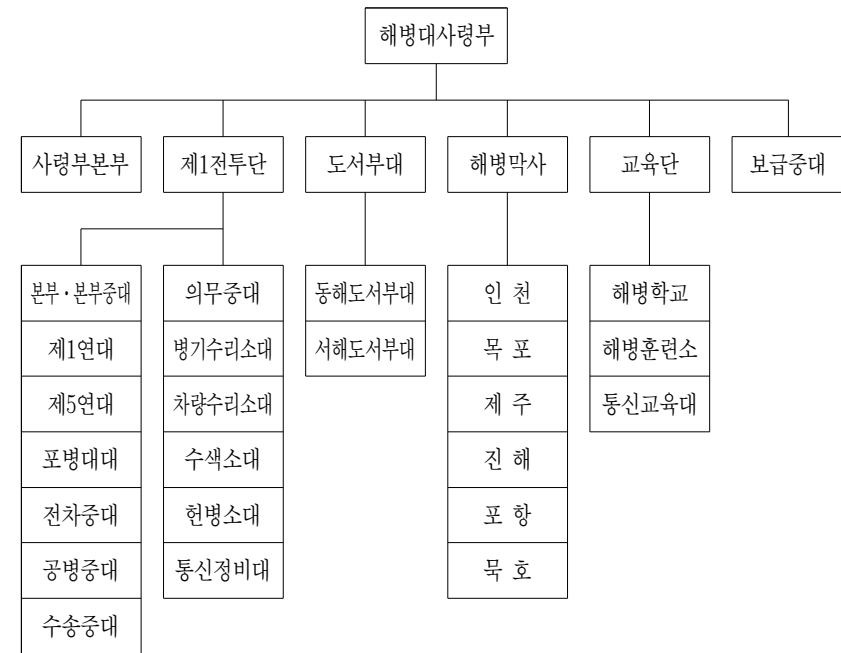 해병대사령부
사령부본부
제1전투단
도서부대
해병막사
교육단
보급중대
본부·본부중대
제1연대
제5연대
포병대대
전차중대
공병중대
수송중대
의무중대
병기수리소대
차량수리소대
수색소대
헌병소대
통신정비대
동해도서부대
서해도서부대
인 천
목 포
제 주
진 해
포 항
묵 호
해병학교
해병훈련소
통신교육대